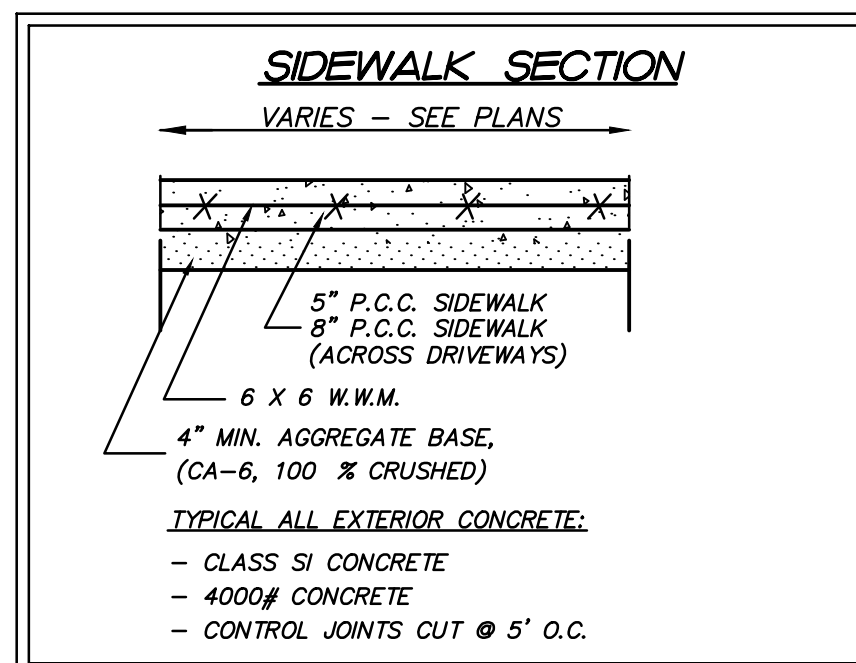 SIDEWALK SECTION
VARIES – SEE PLANS
5" P.C.C. SIDEWALK
8" P.C.C. SIDEWALK
(ACROSS DRIVEWAYS)
6 X 6 W.W.M.
4" MIN. AGGREGATE BASE,
(CA–6, 100 % CRUSHED)
TYPICAL ALL EXTERIOR CONCRETE:
– CLASS SI CONCRETE
– 4000# CONCRETE
– CONTROL JOINTS CUT @ 5' O.C.